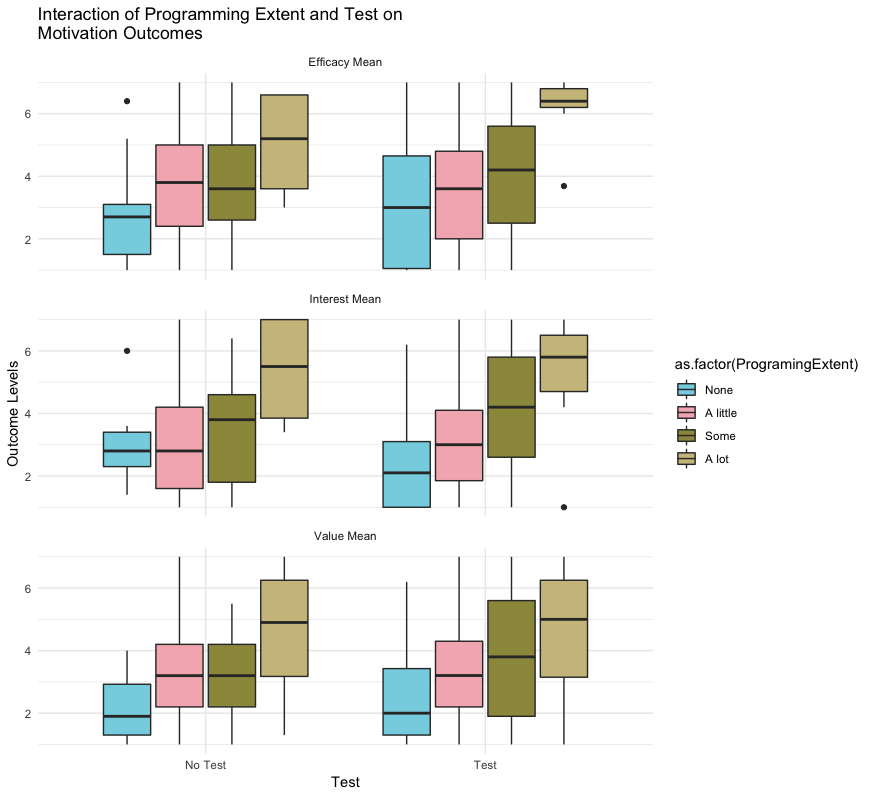 Interaction of Programming Extent and Test on
Motivation Outcomes
Efficacy Mean
6
4
2
Interest Mean
6
4
2
Value Mean
6
4
2
Outcome Levels
No Test
Test
Test
as.factor(ProgramingExtent)
None
A little
Some
A lot